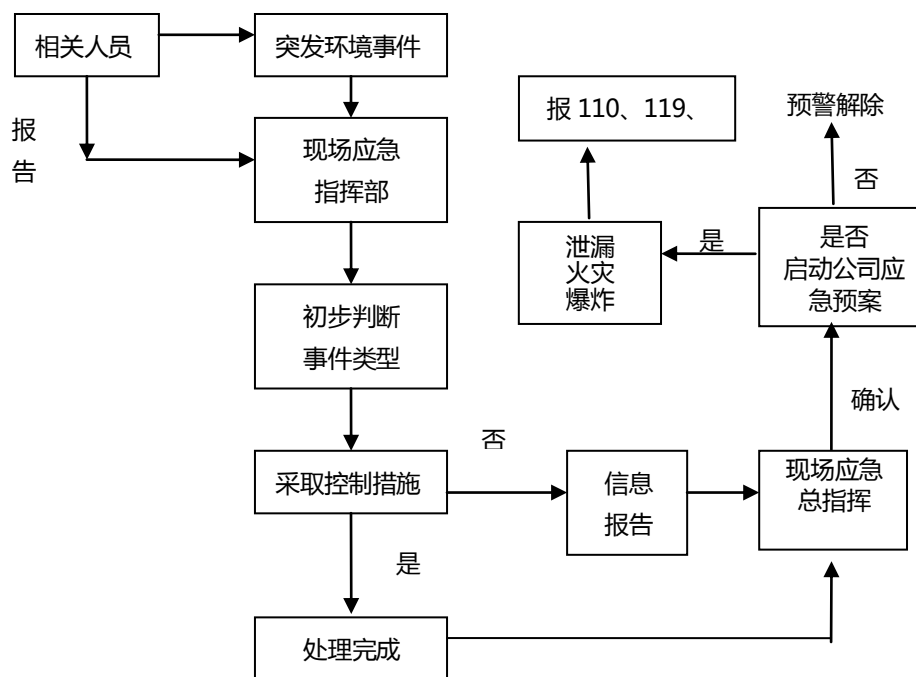 相关人员
突发环境事件
报
告
现场应急
指挥部
报 110、119、
预警解除
否
是否
启动公司应
急预案
是
泄漏
火灾
爆炸
初步判断
事件类型
确认
采取控制措施
否
信息
报告
现场应急
总指挥
是
处理完成